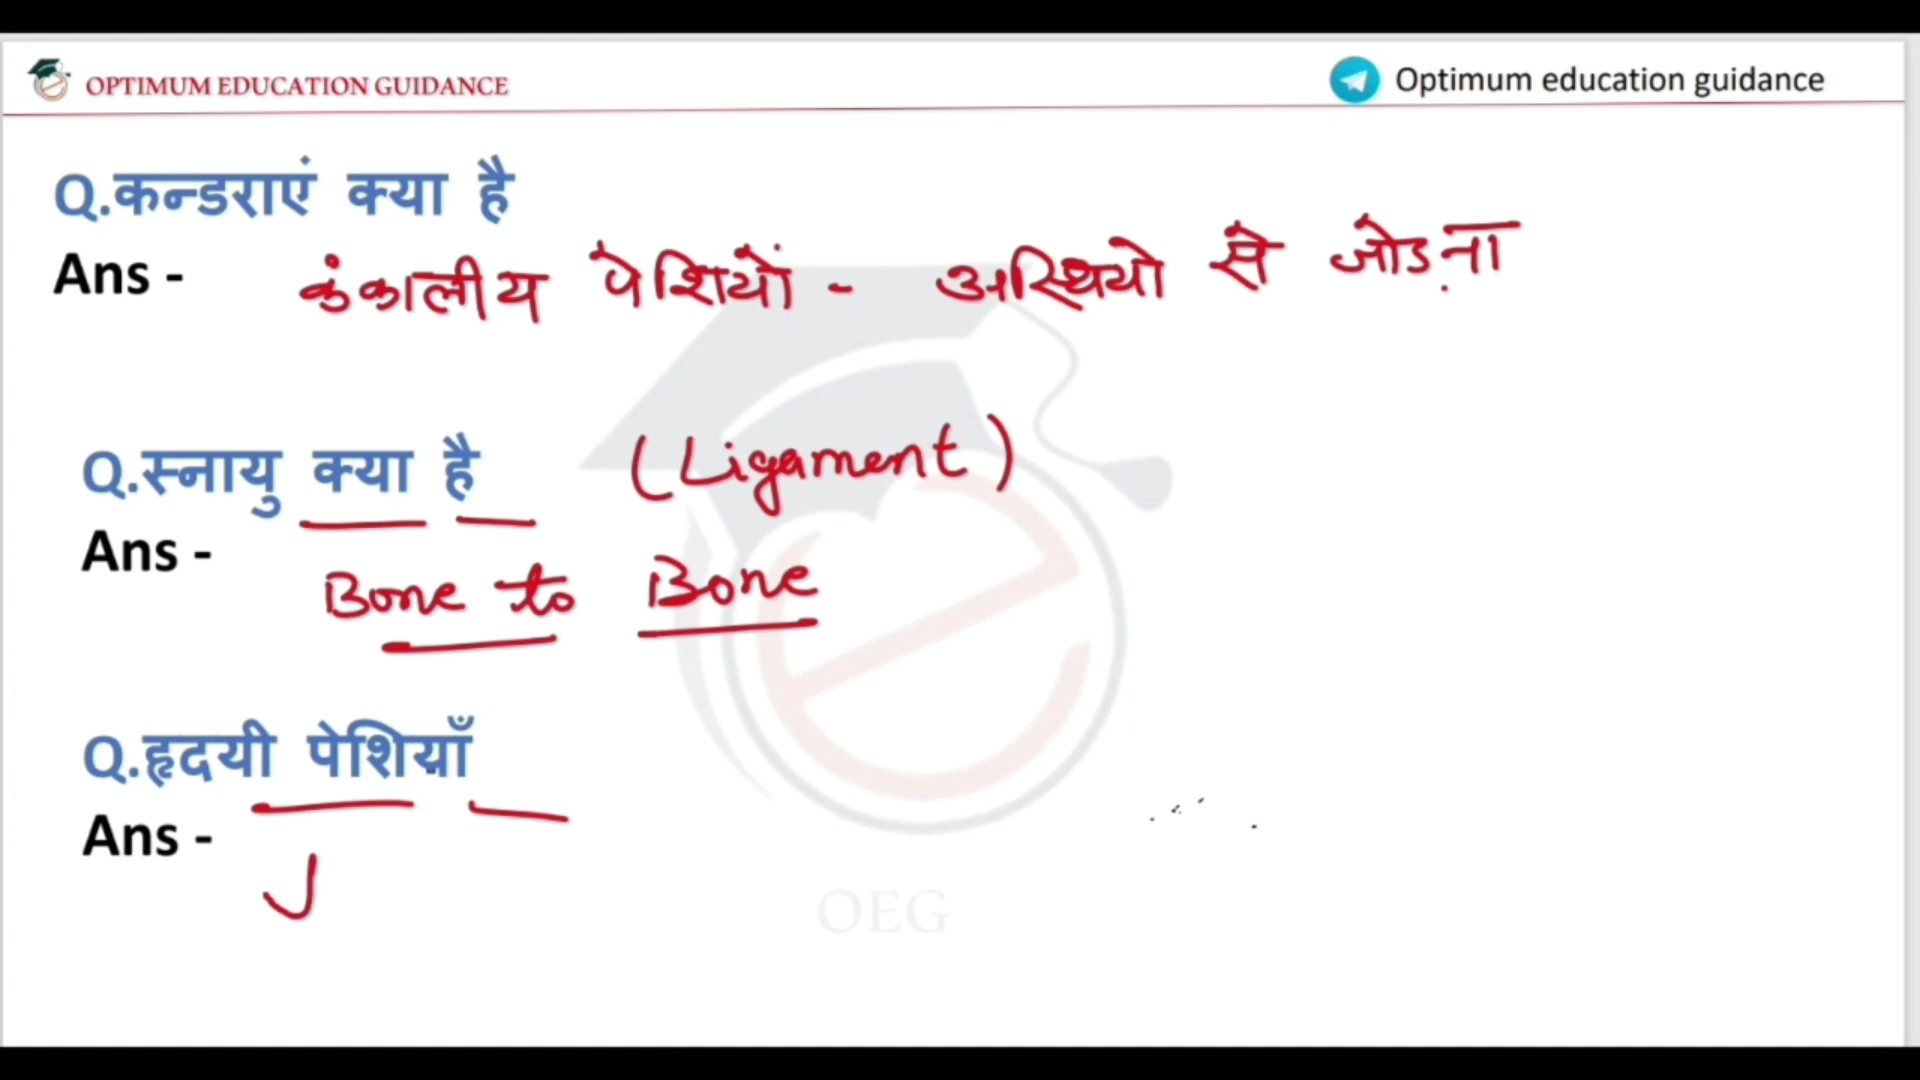 OPTIMUM EDUCATION GUIDANCE
Optimum education guidance
Q.कन्डराएं क्या है
Ans - कंकालीय पेशियों - अस्थियो से जोड़ना
Q.स्नायु क्या है (Ligament)
Ans -
Bone to Bone
Q.हृदयी पेशियाँ
Ans -
OEG